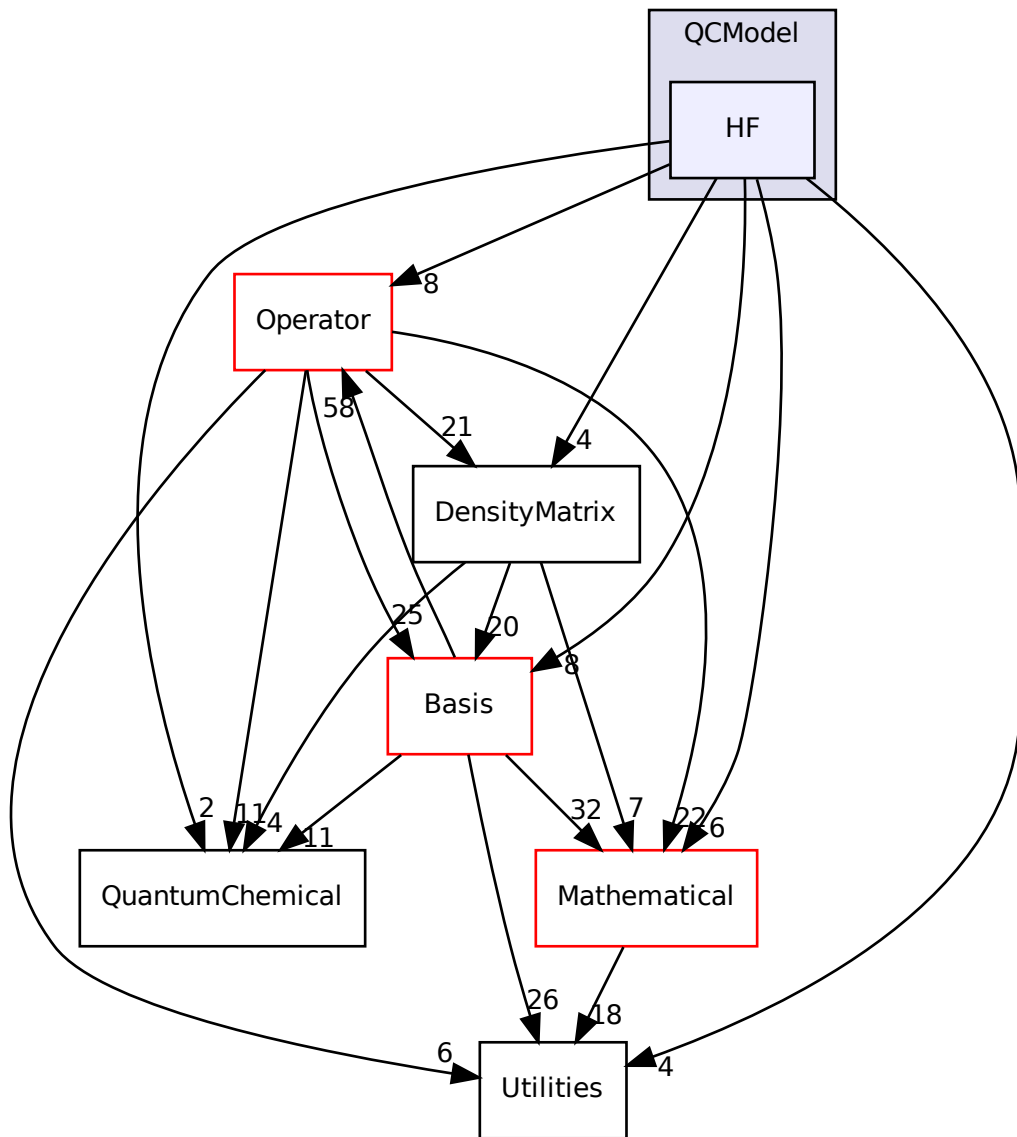 QCModel
HF
8
Operator
58
21
4
DensityMatrix
25
20
8
Basis
2
11
4
11
32
7
22
6
QuantumChemical
Mathematical
26
18
6
4
Utilities